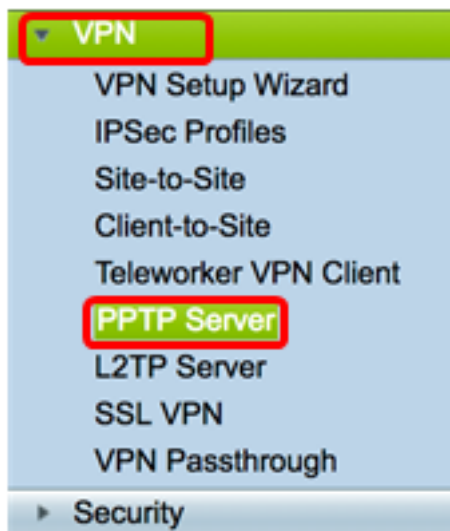 VPN
VPN Setup Wizard
IPSec Profiles
Site-to-Site
Client-to-Site
Teleworker VPN Client
PPTP Server
L2TP Server
SSL VPN
VPN Passthrough
Security